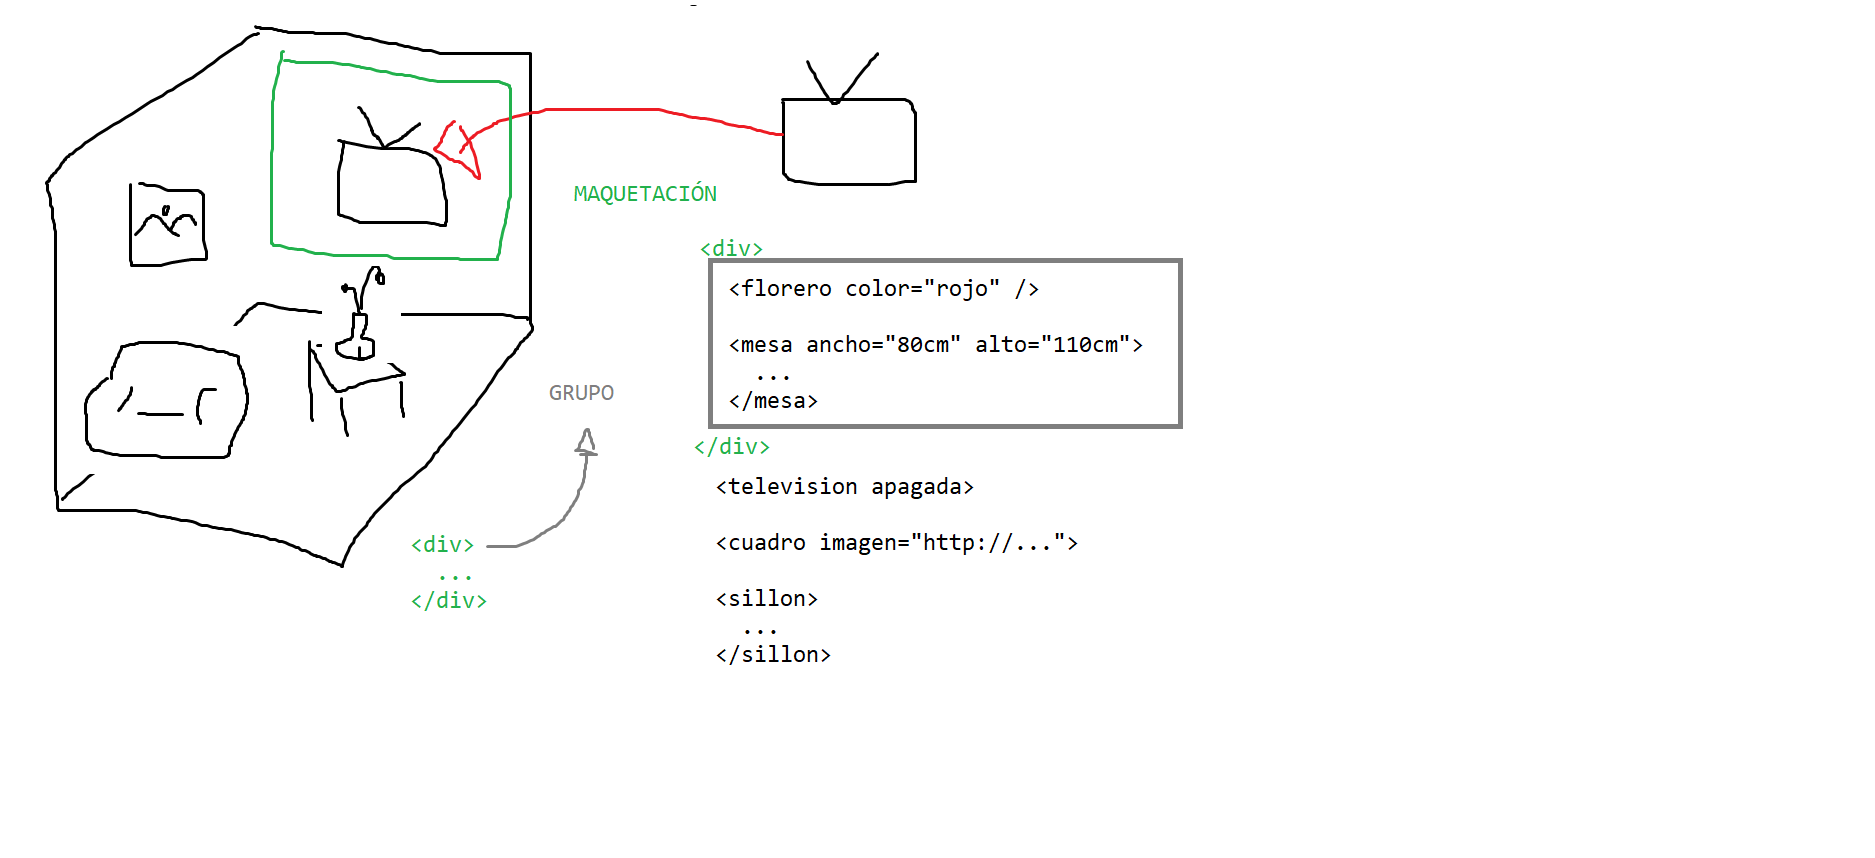 MAQUETACIÓN
<div>
<florero color="rojo" />
<mesa ancho="80cm" alto="110cm">
...
</mesa>
</div>
GRUPO
<television apagada>
<cuadro imagen="http://...">
<sillon>
...
</sillon>
<div>
...
</div>